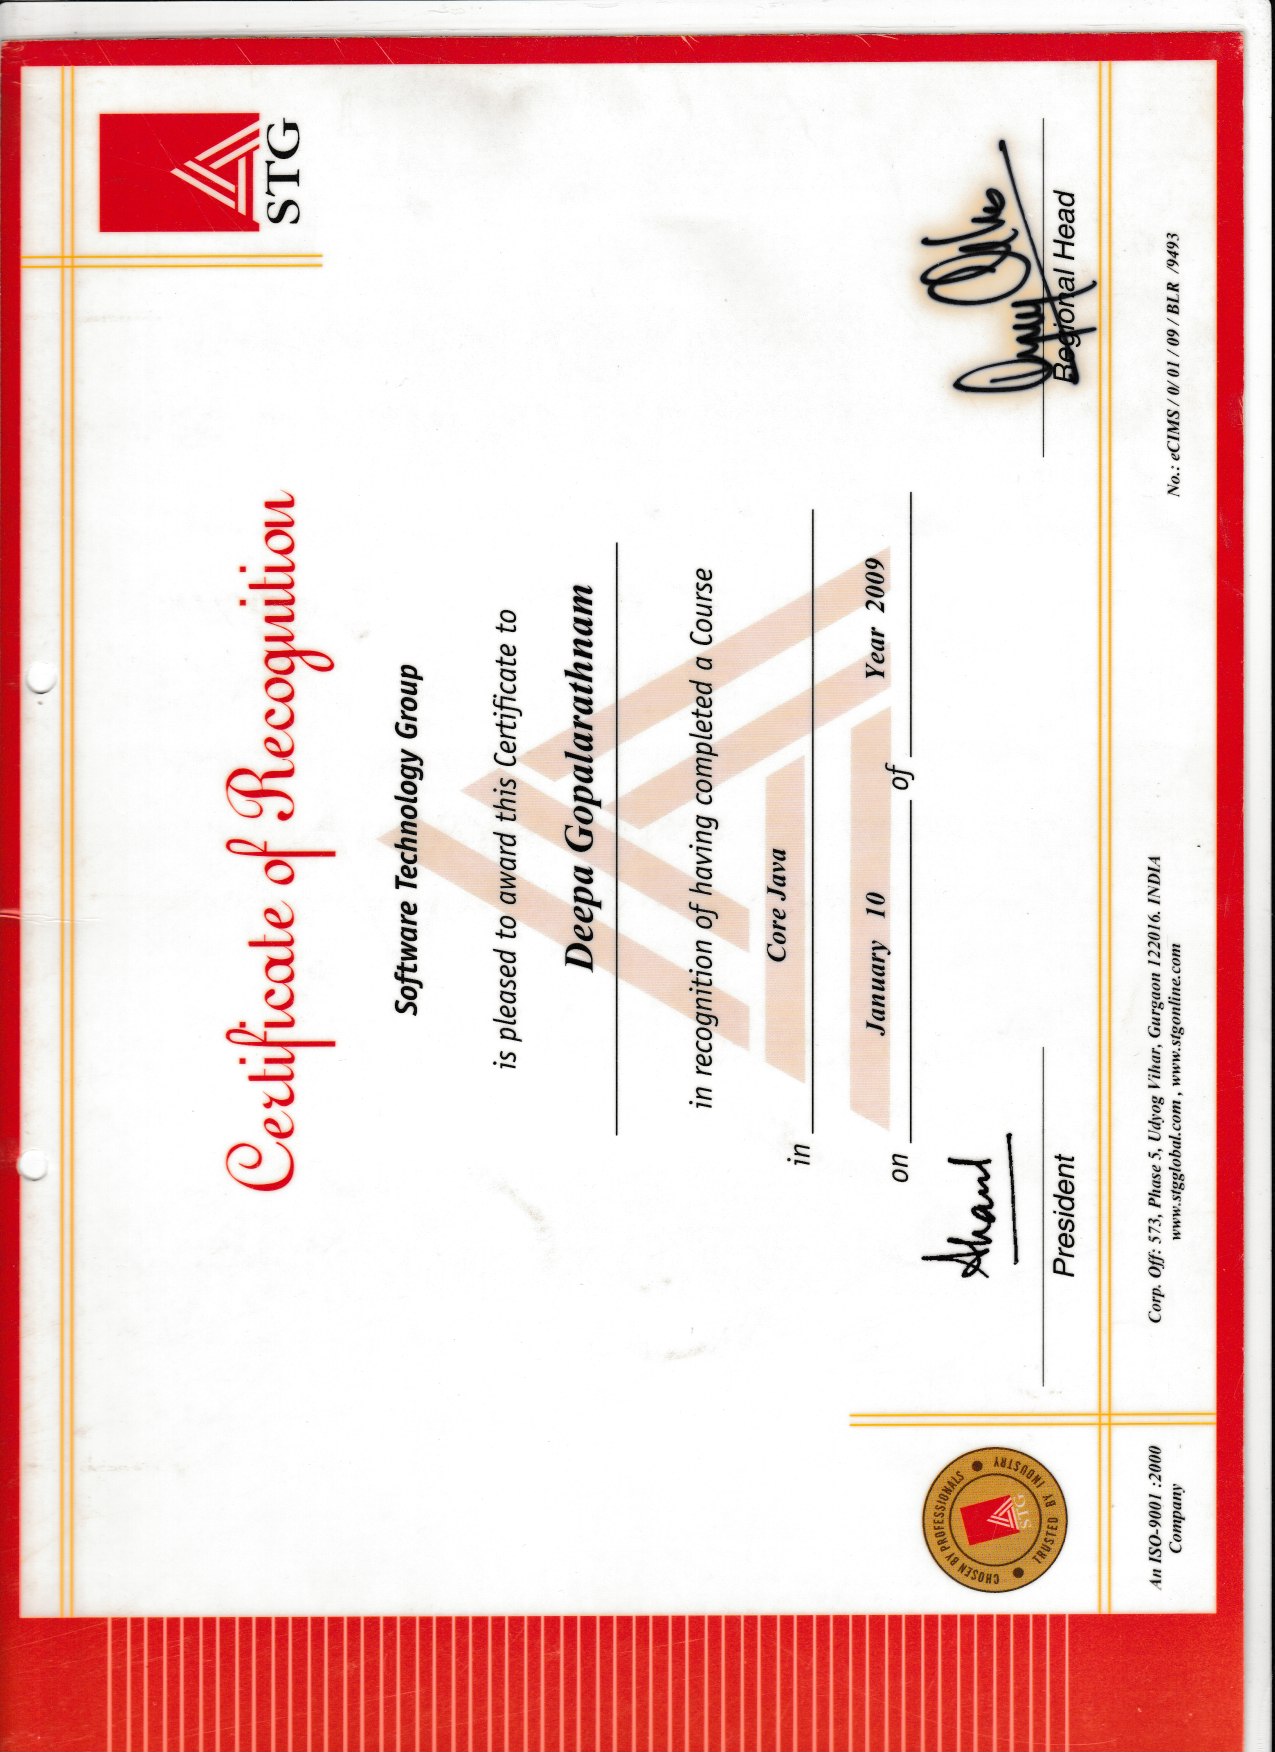 STG
Certificate of Recognition
Software Technology Group
is pleased to award this Certificate to
Deepa Gopalarathnam
in recognition of having completed a Course
in Core Java
on January 10 of Year 2009
President
Regional Head
CHOSEN BY PROFESSIONALS
TRUSTED BY INDUSTRY
STG
An ISO-9001 :2000
Company
Corp. Off: 573, Phase 5, Udyog Vihar, Gurgaon 122016. INDIA
www.stgglobal.com , www.stgonline.com
No.: eCIMS / 0/ 01 / 09 / BLR /9493